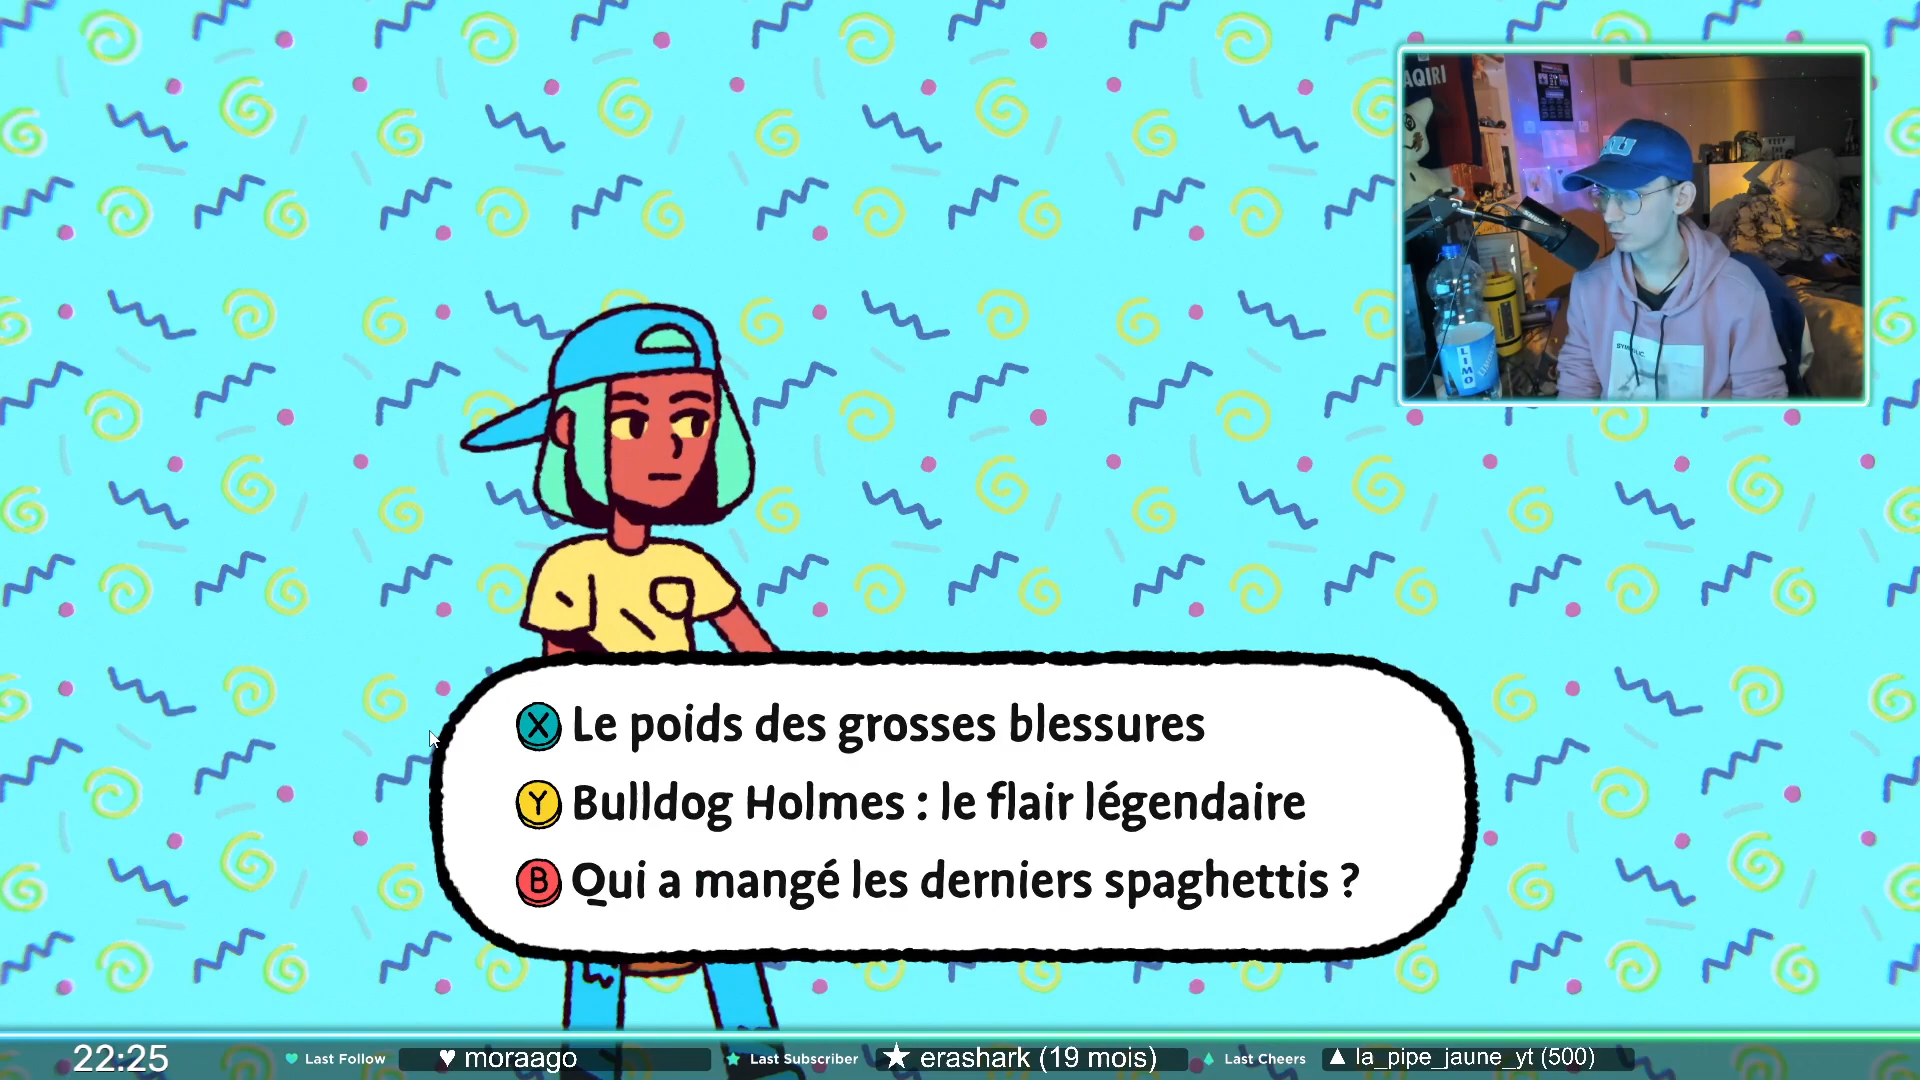 AQIRI
LIMO
X Le poids des grosses blessures
Y Bulldog Holmes : le flair légendaire
B Qui a mangé les derniers spaghettis ?
22:25 Last Follow ♥ moraago Last Subscriber ★ erashark (19 mois) Last Cheers ▲ la_pipe_jaune_yt (500)